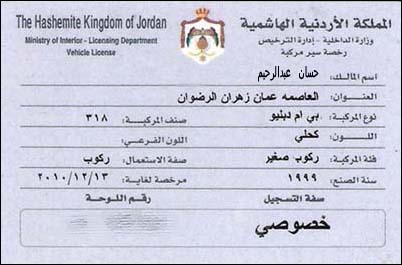 The Hashemite Kingdom of Jordan
Ministry of Interior - Licensing Department
Vehicle License
المملكة الأردنية الهاشمية
وزارة الداخلية - إدارة الترخيص
رخصة سير مركبة
اسم المالك: حسان عبدالرحيم
العنوان: العاصمه عمان زهران الرضوان
نوع المركبة: بي ام دبليو صنف المركبة: ٣١٨
اللون: كحلي اللون الفرعي:
فئة المركبة: ركوب صغير صفة الاستعمال: ركوب
سنة الصنع: ١٩٩٩ مرخصة لغاية: ٢٠١٠/١٢/١٣
صفة التسجيل رقم اللوحة
خصوصي